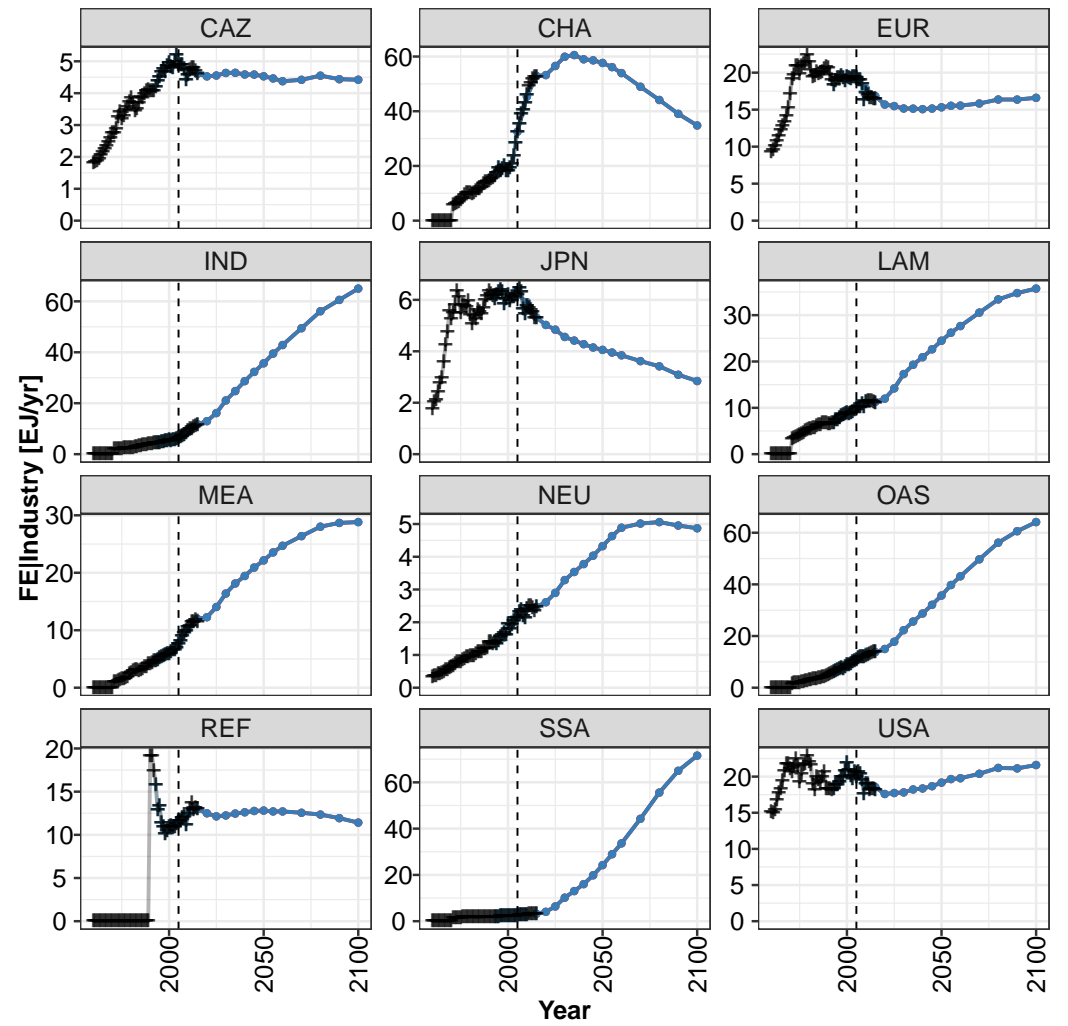 CAZ CHA EUR
5 4 3 2 1 0
60 40 20 0
20 15 10 5 0
IND JPN LAM
60 40 20 0
6 4 2 0
30 20 10 0
FE|Industry [EJ/yr]
MEA NEU OAS
30 20 10 0
5 4 3 2 1 0
60 40 20 0
REF SSA USA
20 15 10 5 0
60 40 20 0
20 15 10 5 0
2000 2050 2100 2000 2050 2100 2000 2050 2100
Year